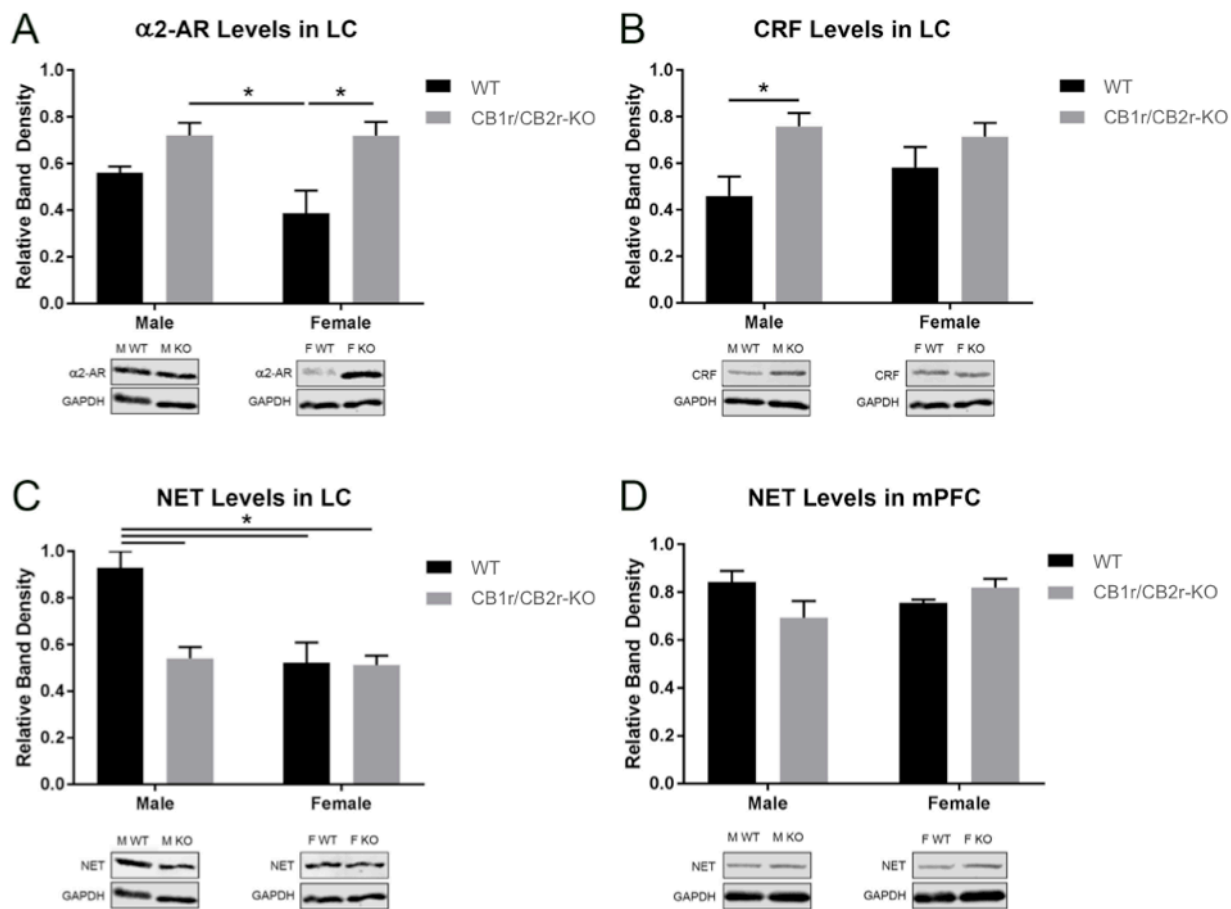 A
α2-AR Levels in LC
Relative Band Density
1.0
0.8
0.6
0.4
0.2
0.0
*
*
WT
CB1r/CB2r-KO
Male
Female
M WT M KO
F WT F KO
α2-AR
α2-AR
GAPDH
GAPDH
B
CRF Levels in LC
Relative Band Density
1.0
0.8
0.6
0.4
0.2
0.0
*
WT
CB1r/CB2r-KO
Male
Female
M WT M KO
F WT F KO
CRF
CRF
GAPDH
GAPDH
C
NET Levels in LC
Relative Band Density
1.0
0.8
0.6
0.4
0.2
0.0
*
WT
CB1r/CB2r-KO
Male
Female
M WT M KO
F WT F KO
NET
NET
GAPDH
GAPDH
D
NET Levels in mPFC
Relative Band Density
1.0
0.8
0.6
0.4
0.2
0.0
WT
CB1r/CB2r-KO
Male
Female
M WT M KO
F WT F KO
NET
NET
GAPDH
GAPDH